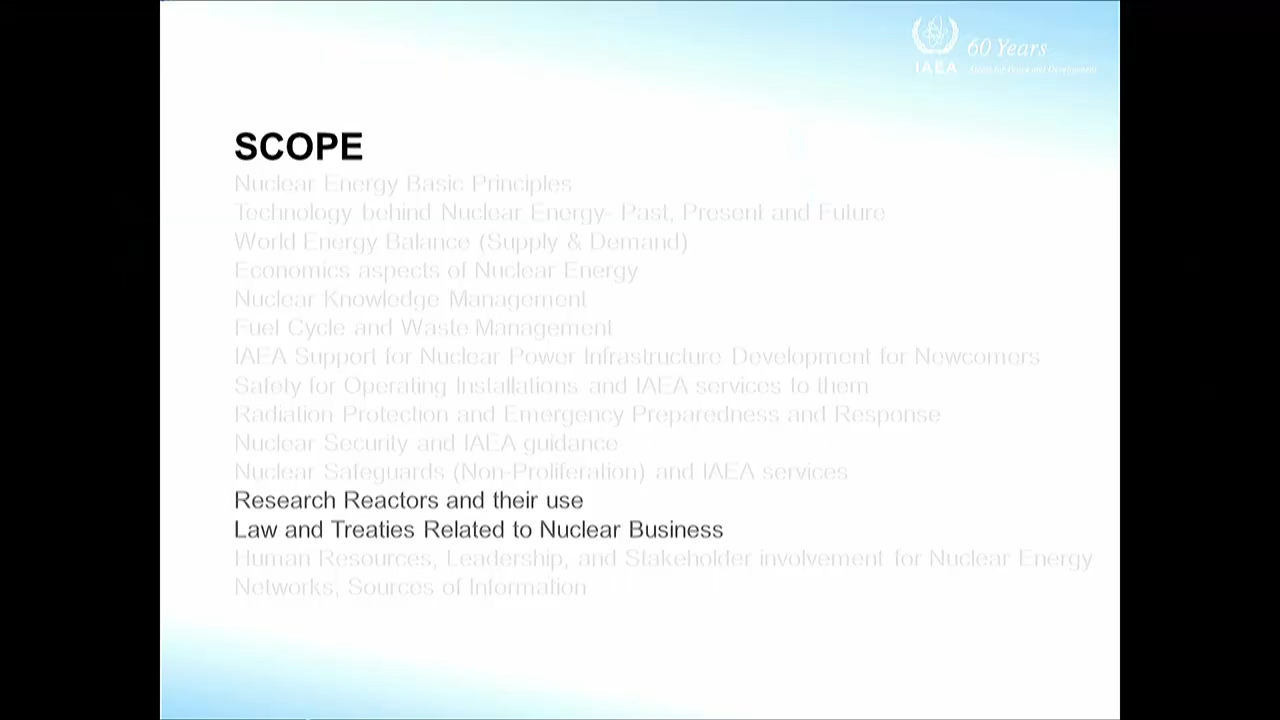 60 Years
IAEA Atoms for Peace and Development
SCOPE
Nuclear Energy Basic Principles
Technology behind Nuclear Energy- Past, Present and Future
World Energy Balance (Supply & Demand)
Economics aspects of Nuclear Energy
Nuclear Knowledge Management
Fuel Cycle and Waste Management
IAEA Support for Nuclear Power Infrastructure Development for Newcomers
Safety for Operating Installations and IAEA services to them
Radiation Protection and Emergency Preparedness and Response
Nuclear Security and IAEA guidance
Nuclear Safeguards (Non-Proliferation) and IAEA services
Research Reactors and their use
Law and Treaties Related to Nuclear Business
Human Resources, Leadership, and Stakeholder involvement for Nuclear Energy
Networks, Sources of Information